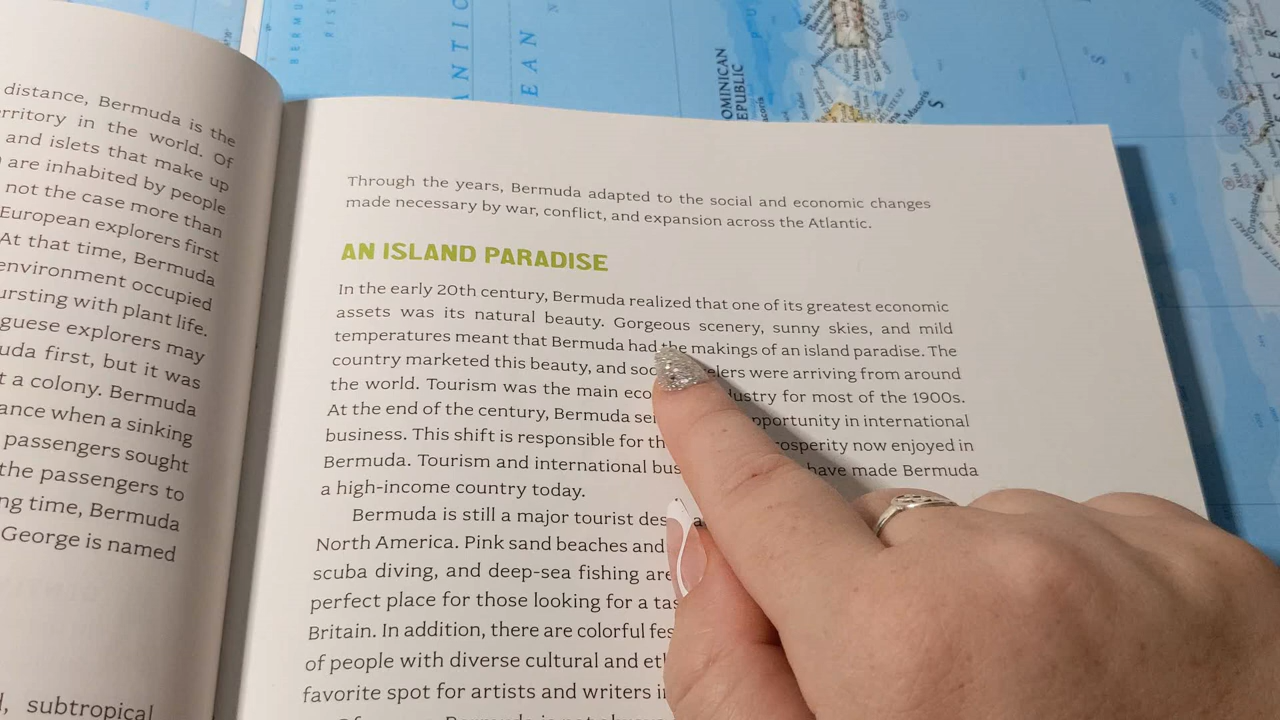 BERMU
ANTIC
EAN
OMINICAN
EPUBLIC
S
S
distance, Bermuda is the
erritory in the world. Of
and islets that make up
are inhabited by people
not the case more than
European explorers first
At that time, Bermuda
environment occupied
ursting with plant life.
guese explorers may
uda first, but it was
t a colony. Bermuda
ance when a sinking
passengers sought
the passengers to
ng time, Bermuda
George is named
, subtropical
Through the years, Bermuda adapted to the social and economic changes
made necessary by war, conflict, and expansion across the Atlantic.
AN ISLAND PARADISE
In the early 20th century, Bermuda realized that one of its greatest economic
assets was its natural beauty. Gorgeous scenery, sunny skies, and mild
temperatures meant that Bermuda had the makings of an island paradise. The
country marketed this beauty, and soo elers were arriving from around
the world. Tourism was the main eco dustry for most of the 1900s.
At the end of the century, Bermuda se pportunity in international
business. This shift is responsible for th rosperity now enjoyed in
Bermuda. Tourism and international bus have made Bermuda
a high-income country today.
Bermuda is still a major tourist des
North America. Pink sand beaches and
scuba diving, and deep-sea fishing are
perfect place for those looking for a tas
Britain. In addition, there are colorful fes
of people with diverse cultural and et
favorite spot for artists and writers i